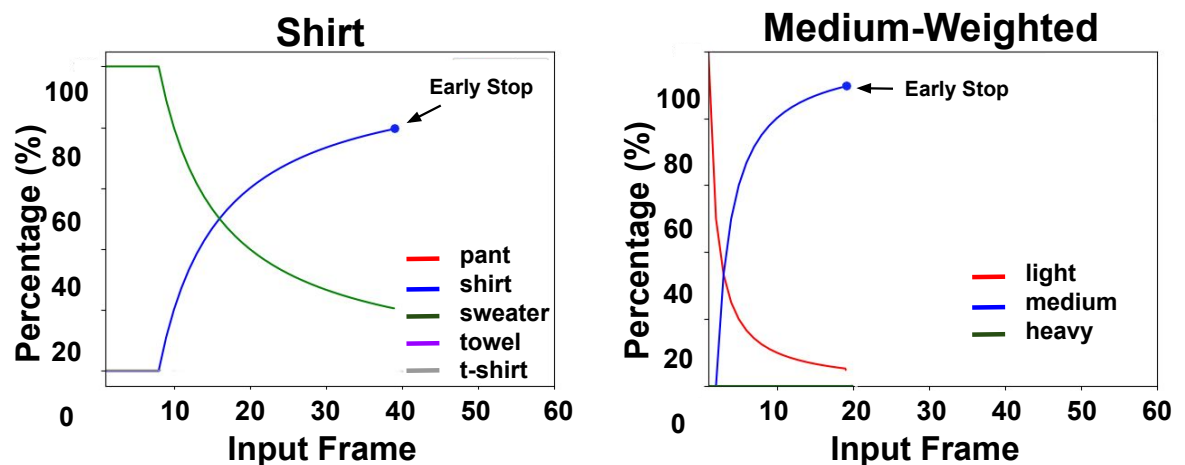 Shirt
Percentage (%)
100
80
60
40
20
0
Early Stop
pant
shirt
sweater
towel
t-shirt
10 20 30 40 50 60
Input Frame
Medium-Weighted
Percentage (%)
100
80
60
40
20
0
Early Stop
light
medium
heavy
10 20 30 40 50 60
Input Frame